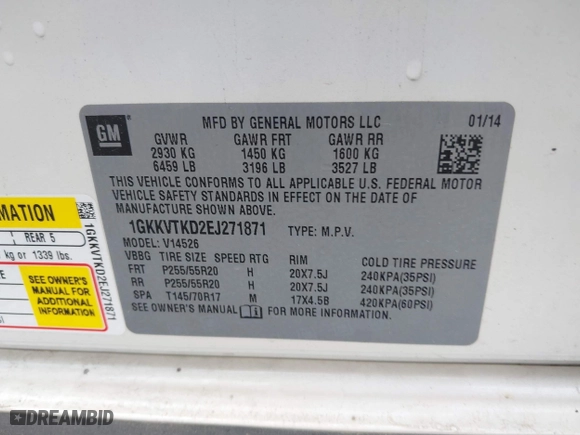 GM
MFD BY GENERAL MOTORS LLC 01/14
GVWR GAWR FRT GAWR RR
2930 KG 1450 KG 1600 KG
6459 LB 3196 LB 3527 LB
THIS VEHICLE CONFORMS TO ALL APPLICABLE U.S. FEDERAL MOTOR
VEHICLE SAFETY STANDARDS IN EFFECT ON THE DATE OF
MANUFACTURE SHOWN ABOVE.
1GKKVTKD2EJ271871 TYPE: M.P.V.
MODEL: V14526
VBBG TIRE SIZE SPEED RTG RIM COLD TIRE PRESSURE
FRT P255/55R20 H 20X7.5J 240KPA(35PSI)
RR P255/55R20 H 20X7.5J 240KPA(35PSI)
SPA T145/70R17 M 17X4.5B 420KPA(60PSI)
SEE OWNER'S MANUAL FOR MORE INFORMATION.
MATION
REAR 5
kg or 1339 lbs.
SEE OWNER'S
MANUAL FOR
ADDITIONAL
INFORMATION
1GKKVTKD2EJ271871
DREAMBID